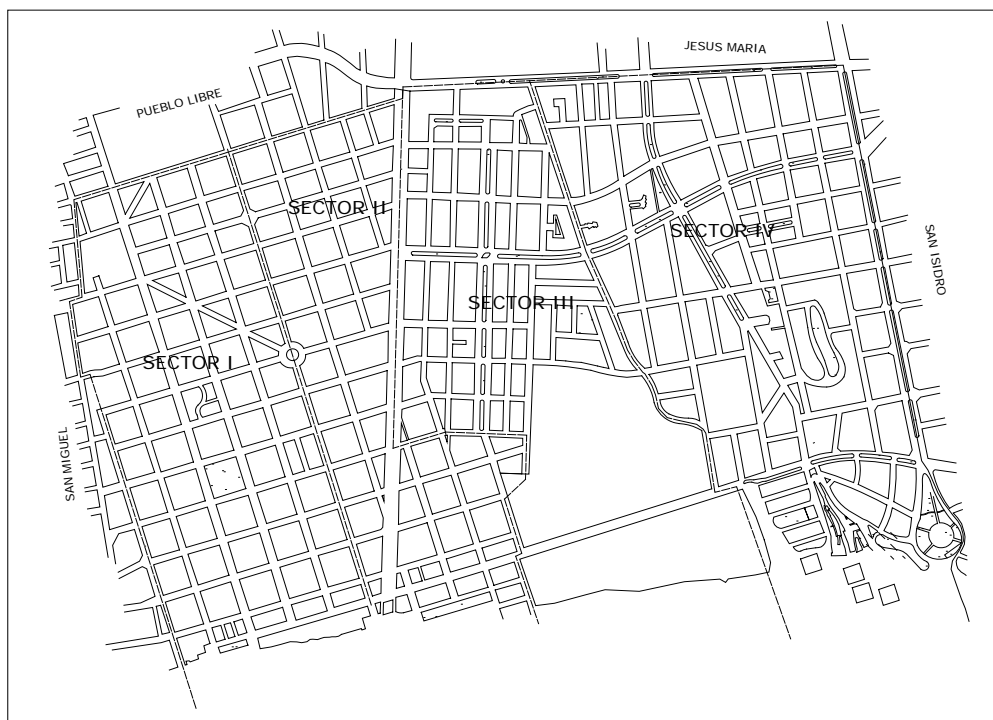 JESUS MARIA
PUEBLO LIBRE
SECTOR II
SECTOR IV
SAN ISIDRO
SECTOR III
SECTOR I
SAN MIGUEL